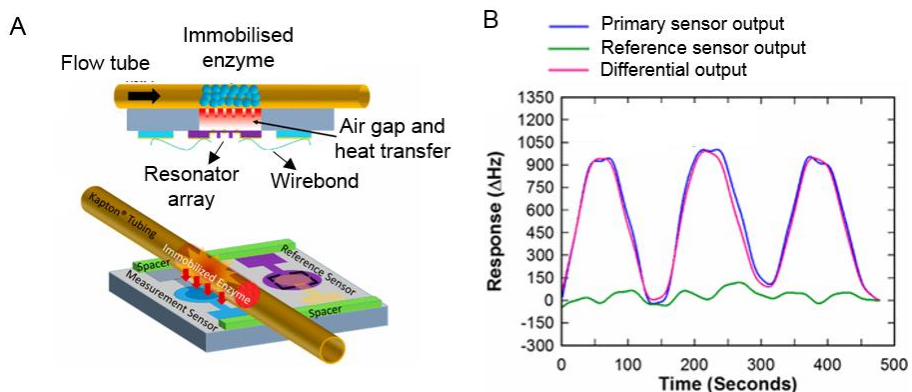 A
Immobilised
enzyme
Flow tube
Air gap and
heat transfer
Resonator
array
Wirebond
Kapton® Tubing
Immobilized Enzyme
Spacer
Reference Sensor
Measurement Sensor
Spacer
B
Primary sensor output
Reference sensor output
Differential output
Response (ΔHz)
1350
1200
1050
900
750
600
450
300
150
0
-150
-300
0 100 200 300 400 500
Time (Seconds)